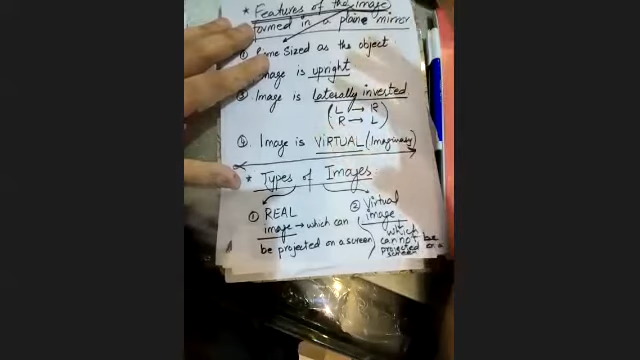 * Features of the image
formed in a plane mirror
① Same sized as the object
Image is upright
③ Image is laterally inverted
(L → R
R → L)
④ Image is VIRTUAL (Imaginary)
* Types of Images
① REAL
image → which can
be projected on a screen
② Virtual
image
which
cannot be
projected on a
screen